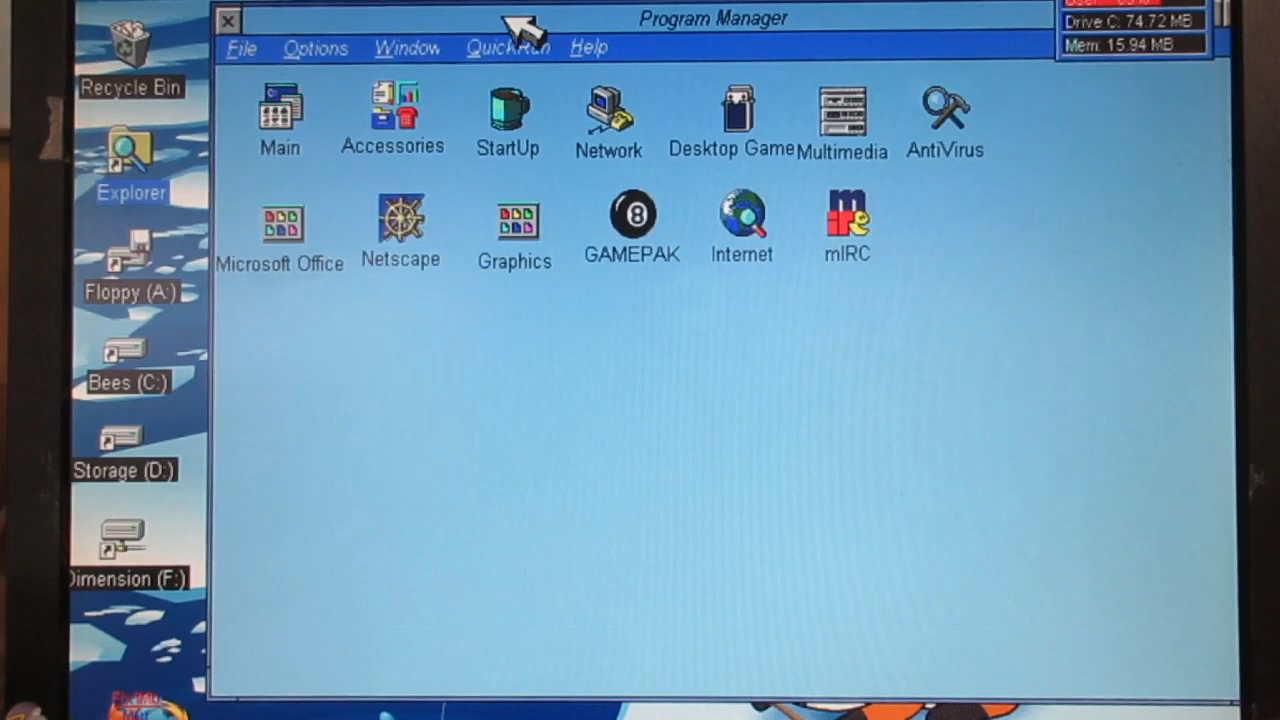 Program Manager
User:
Drive C: 74.72 MB
Mem: 15.94 MB
File Options Window QuickRun Help
Recycle Bin
Explorer
Floppy (A:)
Bees (C:)
Storage (D:)
Dimension (F:)
Main Accessories StartUp Network Desktop Game Multimedia AntiVirus
Microsoft Office Netscape Graphics GAMEPAK Internet mIRC